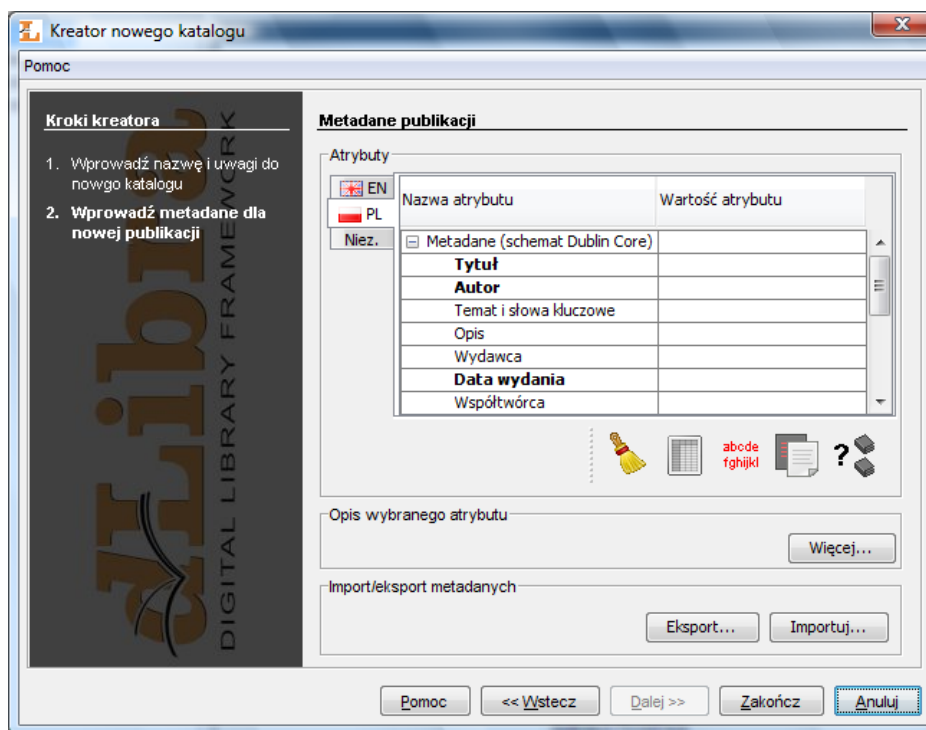 Kreator nowego katalogu
Pomoc
Kroki kreatora
1. Wprowadź nazwę i uwagi do
nowgo katalogu
2. Wprowadź metadane dla
nowej publikacji
dLibra
DIGITAL LIBRARY FRAMEWORK
Metadane publikacji
Atrybuty
EN
PL
Niez.
Nazwa atrybutu Wartość atrybutu
Metadane (schemat Dublin Core)
Tytuł
Autor
Temat i słowa kluczowe
Opis
Wydawca
Data wydania
Współtwórca
abcde
fghijkl
?
Opis wybranego atrybutu
Więcej...
Import/eksport metadanych
Eksport... Importuj...
Pomoc << Wstecz Dalej >> Zakończ Anuluj